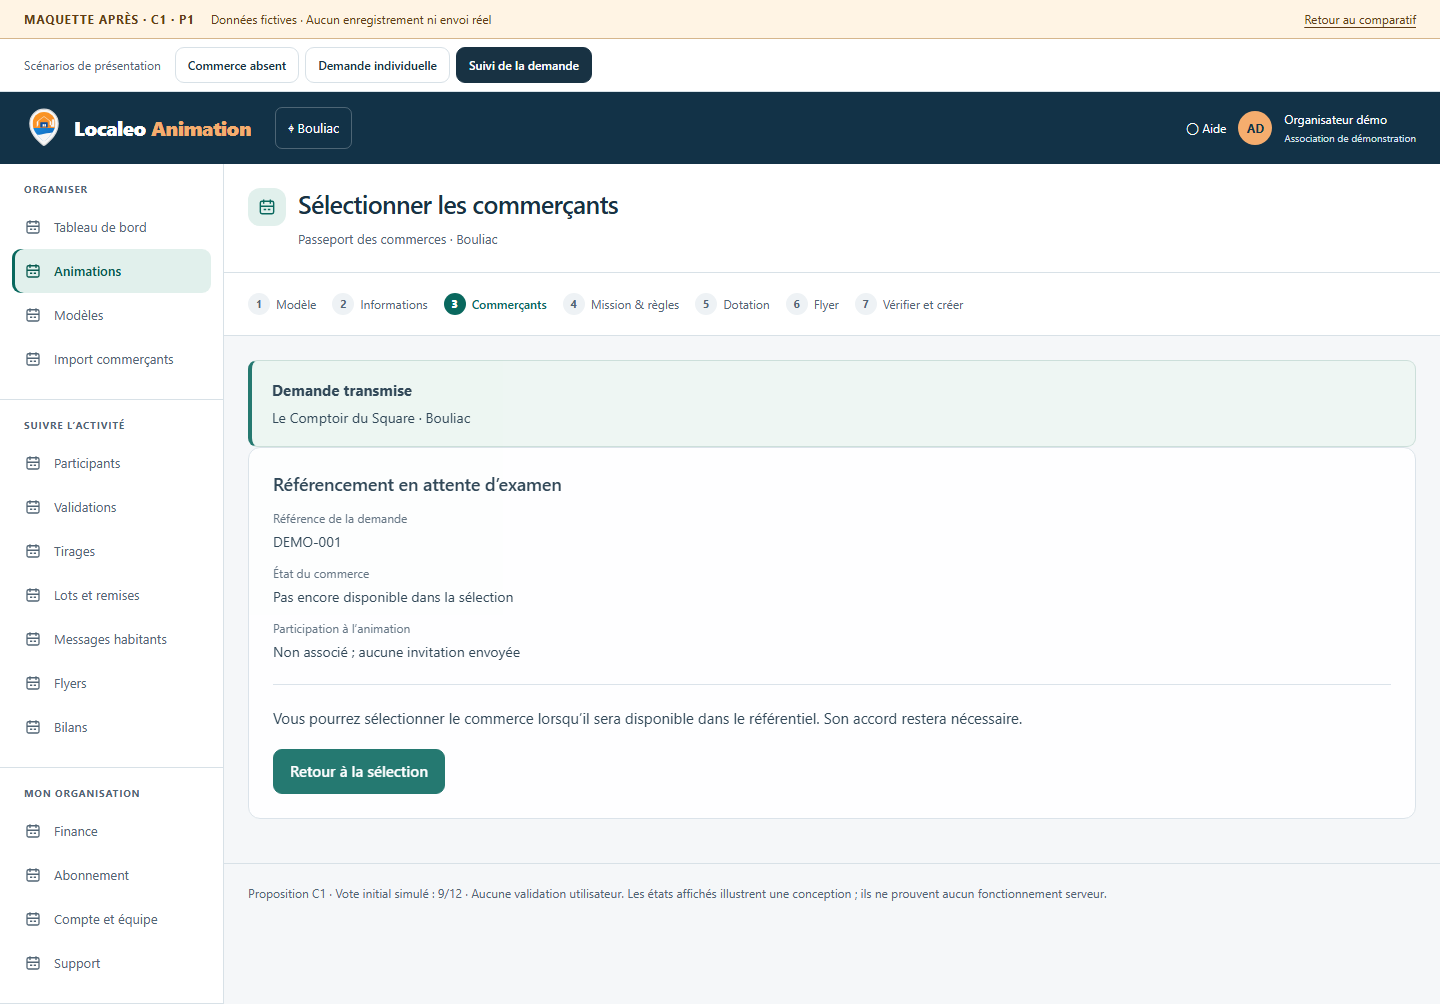 MAQUETTE APRÈS · C1 · P1 Données fictives · Aucun enregistrement ni envoi réel Retour au comparatif
Scénarios de présentation Commerce absent Demande individuelle Suivi de la demande
Localeo Animation Bouliac Aide AD Organisateur démo
Association de démonstration
ORGANISER
Tableau de bord
Animations
Modèles
Import commerçants
SUIVRE L'ACTIVITÉ
Participants
Validations
Tirages
Lots et remises
Messages habitants
Flyers
Bilans
MON ORGANISATION
Finance
Abonnement
Compte et équipe
Support
Sélectionner les commerçants
Passeport des commerces · Bouliac
1 Modèle 2 Informations 3 Commerçants 4 Mission & règles 5 Dotation 6 Flyer 7 Vérifier et créer
Demande transmise
Le Comptoir du Square · Bouliac
Référencement en attente d'examen
Référence de la demande
DEMO-001
État du commerce
Pas encore disponible dans la sélection
Participation à l'animation
Non associé ; aucune invitation envoyée
Vous pourrez sélectionner le commerce lorsqu'il sera disponible dans le référentiel. Son accord restera nécessaire.
Retour à la sélection
Proposition C1 · Vote initial simulé : 9/12 · Aucune validation utilisateur. Les états affichés illustrent une conception ; ils ne prouvent aucun fonctionnement serveur.